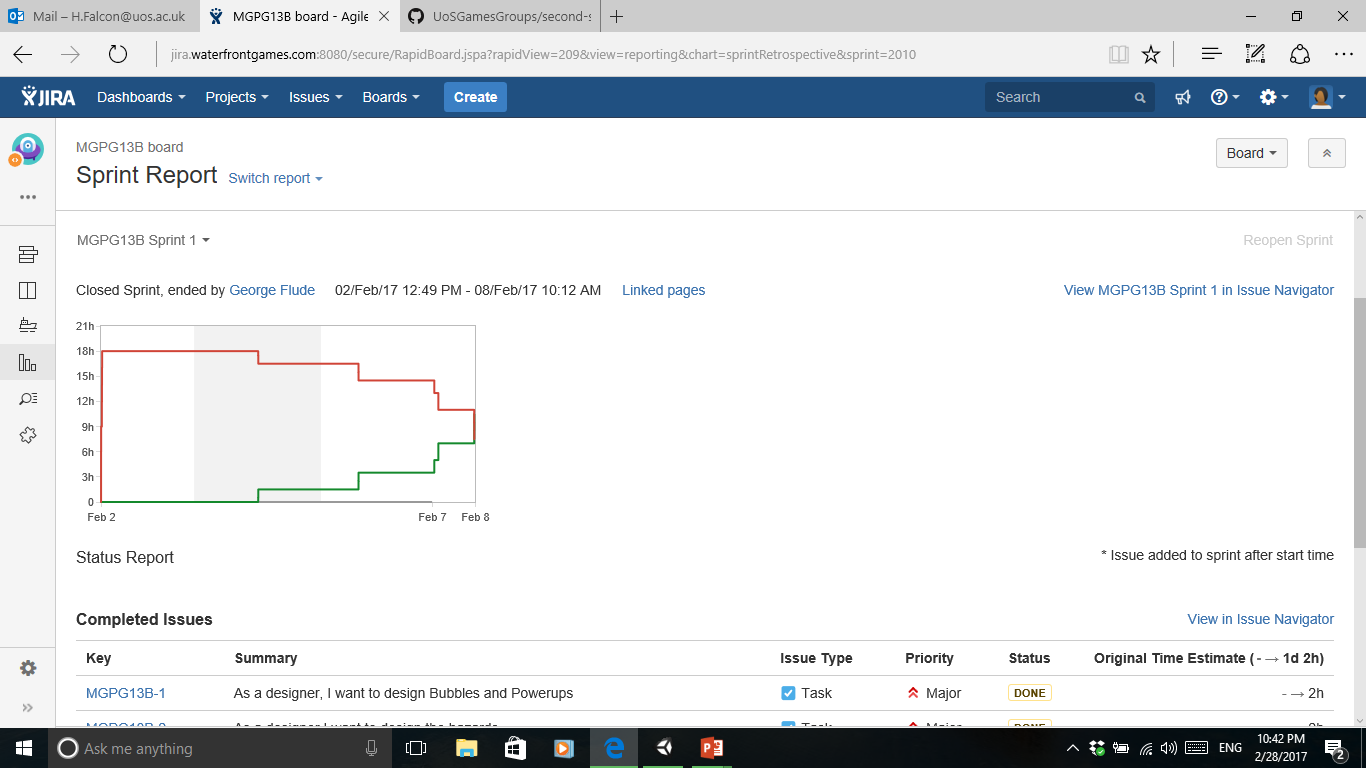 Mail – H.Falcon@uos.ac.uk
MGPG13B board - Agile
UoSGamesGroups/second-s
jira.waterfrontgames.com:8080/secure/RapidBoard.jspa?rapidView=209&view=reporting&chart=sprintRetrospective&sprint=2010
JIRA Dashboards Projects Issues Boards Create Search
MGPG13B board
Sprint Report Switch report
Board
MGPG13B Sprint 1
Reopen Sprint
Closed Sprint, ended by George Flude 02/Feb/17 12:49 PM - 08/Feb/17 10:12 AM Linked pages View MGPG13B Sprint 1 in Issue Navigator
21h
18h
15h
12h
9h
6h
3h
0
Feb 2 Feb 7 Feb 8
Status Report
* Issue added to sprint after start time
Completed Issues
View in Issue Navigator
Key Summary Issue Type Priority Status Original Time Estimate ( - → 1d 2h)
MGPG13B-1 As a designer, I want to design Bubbles and Powerups Task Major DONE - → 2h
Ask me anything
ENG
10:42 PM
2/28/2017
2